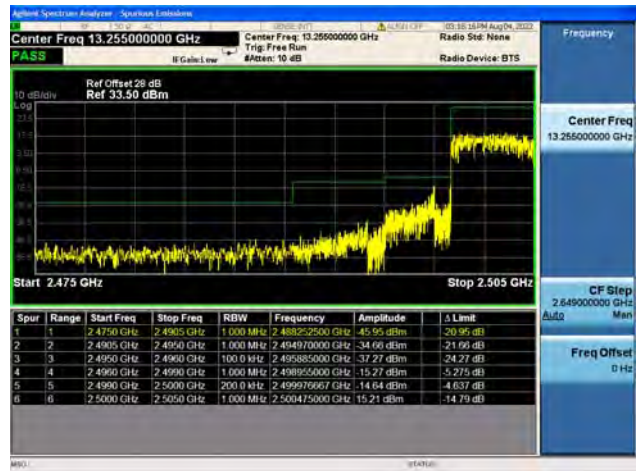 Agilent Spectrum Analyzer - Spurious Emissions
03:16:16 PM Aug 04, 2022
Center Freq 13.255000000 GHz
Center Freq: 13.255000000 GHz
Radio Std: None
Trig: Free Run
PASS
IFGain:Low
#Atten: 10 dB
Radio Device: BTS
Frequency
Ref Offset 28 dB
10 dB/div
Ref 33.50 dBm
Log
Center Freq
13.255000000 GHz
Start 2.475 GHz
Stop 2.505 GHz
CF Step
2.649000000 GHz
Auto Man
Spur Range Start Freq Stop Freq RBW Frequency Amplitude Δ Limit
1 1 2.4750 GHz 2.4905 GHz 1.000 MHz 2.488252500 GHz -45.95 dBm -20.95 dB
2 2 2.4905 GHz 2.4950 GHz 1.000 MHz 2.494970000 GHz -34.66 dBm -21.66 dB
3 3 2.4950 GHz 2.4960 GHz 100.0 kHz 2.495885000 GHz -37.27 dBm -24.27 dB
4 4 2.4960 GHz 2.4990 GHz 1.000 MHz 2.498955000 GHz -15.27 dBm -5.275 dB
5 5 2.4990 GHz 2.5000 GHz 200.0 kHz 2.499976667 GHz -14.64 dBm -4.637 dB
6 6 2.5000 GHz 2.5050 GHz 1.000 MHz 2.500475000 GHz 15.21 dBm -14.79 dB
Freq Offset
0 Hz
MSG
STATUS